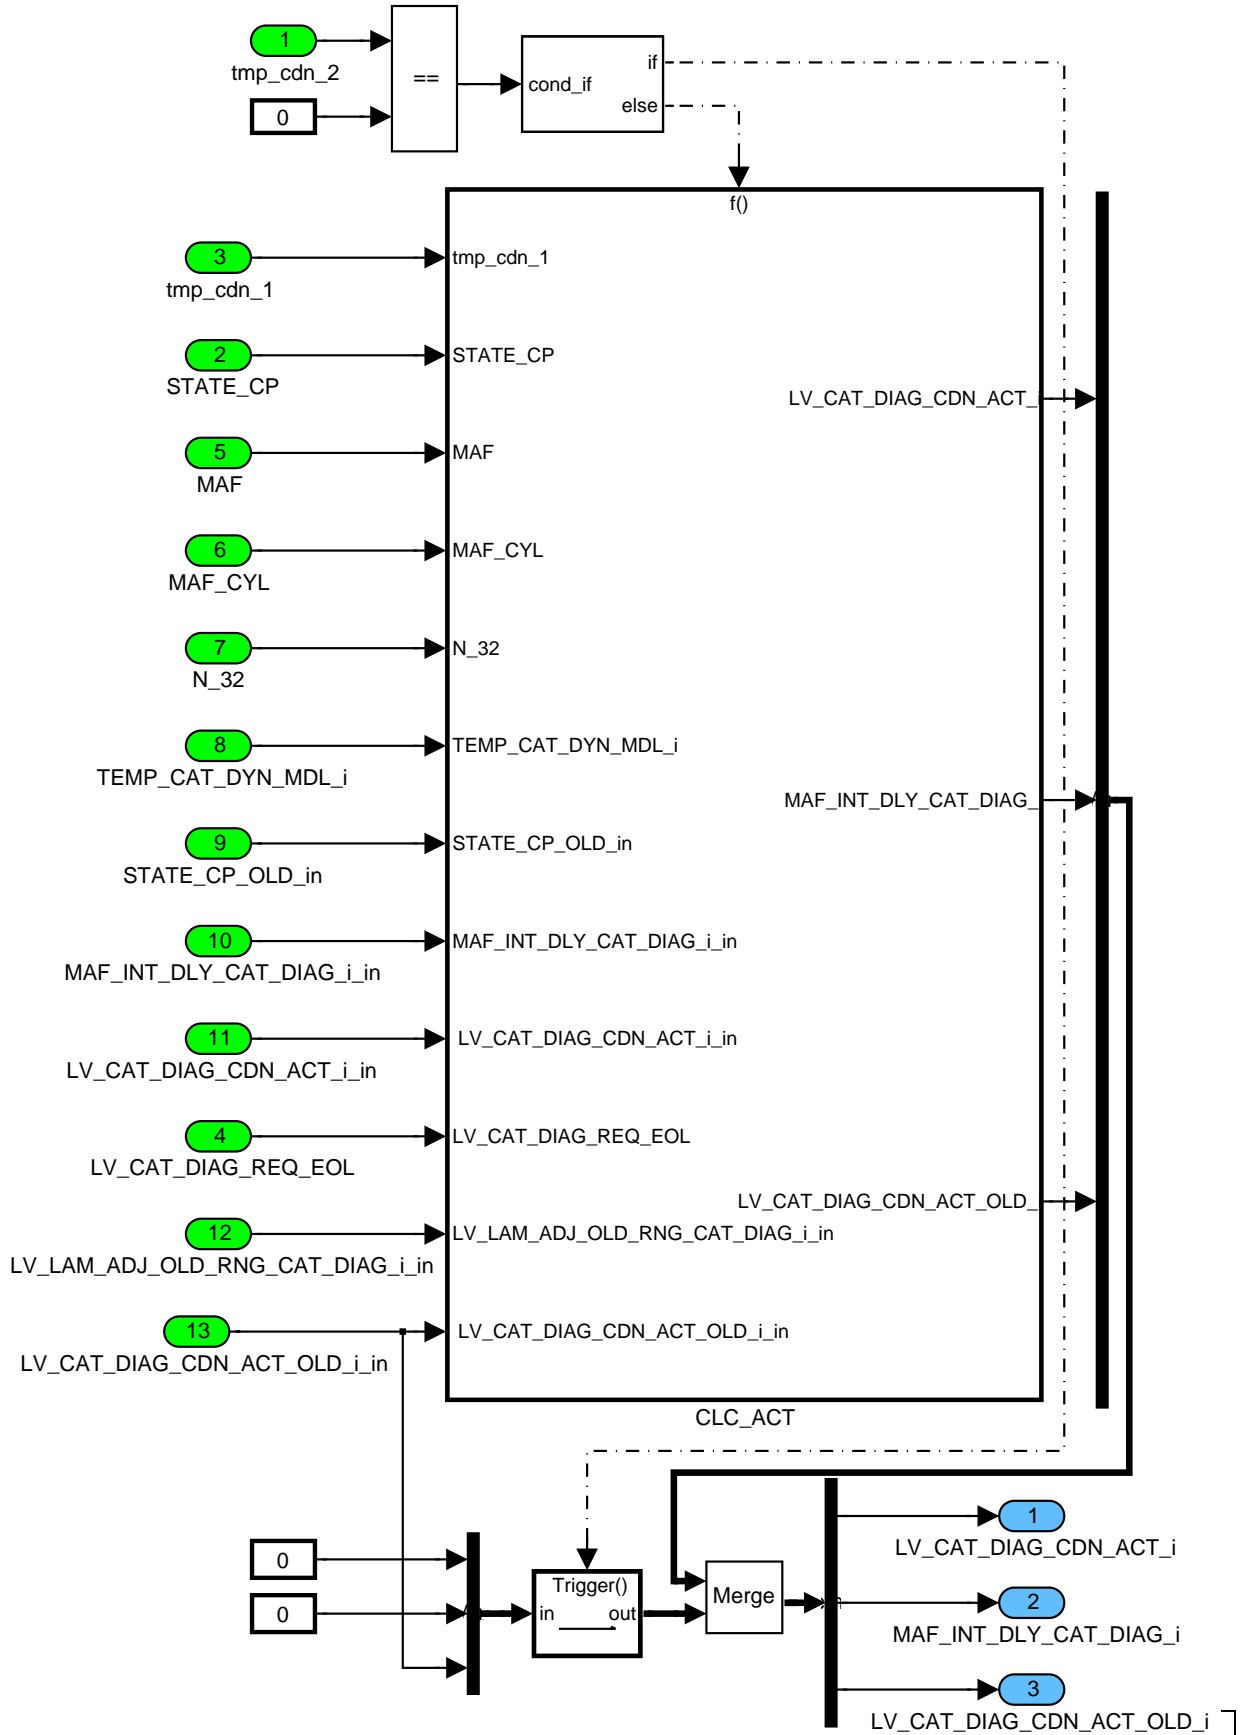 1
tmp_cdn_2
0
==
cond_if
if
else
f()
3
tmp_cdn_1
tmp_cdn_1
2
STATE_CP
STATE_CP
LV_CAT_DIAG_CDN_ACT_i
5
MAF
MAF
6
MAF_CYL
MAF_CYL
7
N_32
N_32
8
TEMP_CAT_DYN_MDL_i
TEMP_CAT_DYN_MDL_i
MAF_INT_DLY_CAT_DIAG_
9
STATE_CP_OLD_in
STATE_CP_OLD_in
10
MAF_INT_DLY_CAT_DIAG_i_in
MAF_INT_DLY_CAT_DIAG_i_in
11
LV_CAT_DIAG_CDN_ACT_i_in
LV_CAT_DIAG_CDN_ACT_i_in
4
LV_CAT_DIAG_REQ_EOL
LV_CAT_DIAG_REQ_EOL
LV_CAT_DIAG_CDN_ACT_OLD_
12
LV_LAM_ADJ_OLD_RNG_CAT_DIAG_i_in
LV_LAM_ADJ_OLD_RNG_CAT_DIAG_i_in
13
LV_CAT_DIAG_CDN_ACT_OLD_i_in
LV_CAT_DIAG_CDN_ACT_OLD_i_in
CLC_ACT
0
0
Trigger()
in
out
Merge
1
LV_CAT_DIAG_CDN_ACT_i
2
MAF_INT_DLY_CAT_DIAG_i
3
LV_CAT_DIAG_CDN_ACT_OLD_i